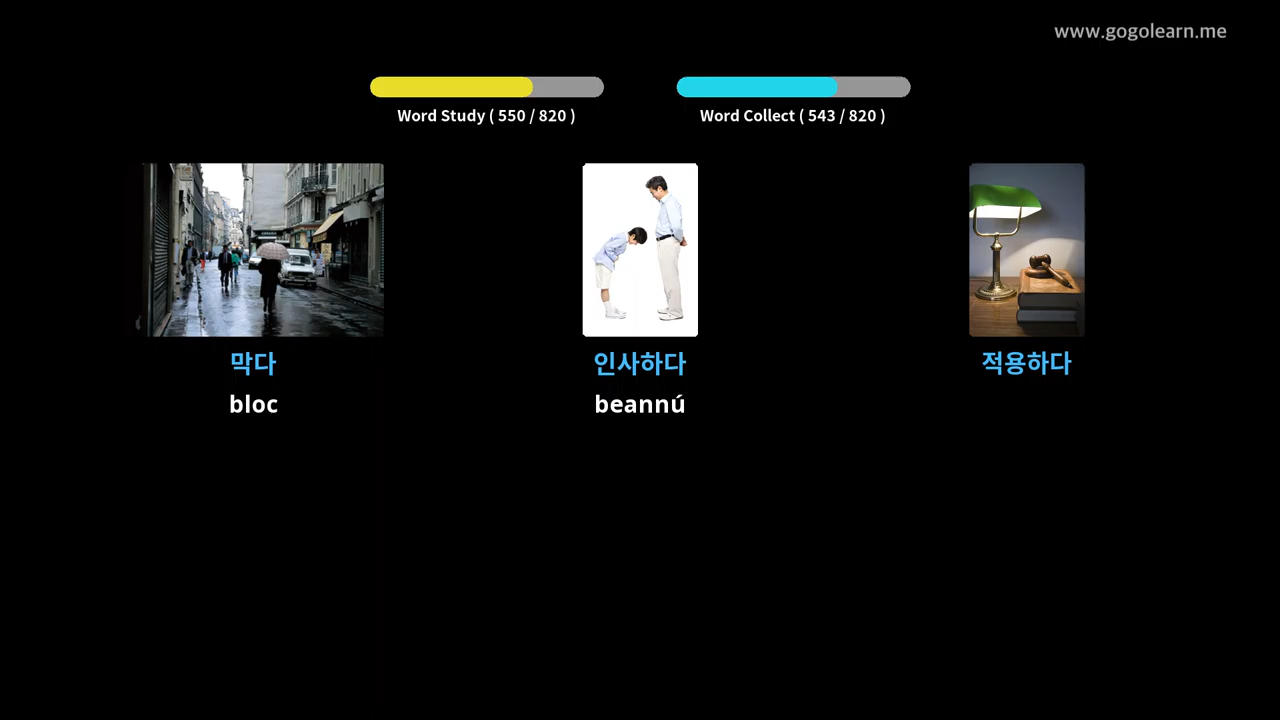 www.gogolearn.me
Word Study ( 550 / 820 )
Word Collect ( 543 / 820 )
막다
인사하다
적용하다
bloc
beannú